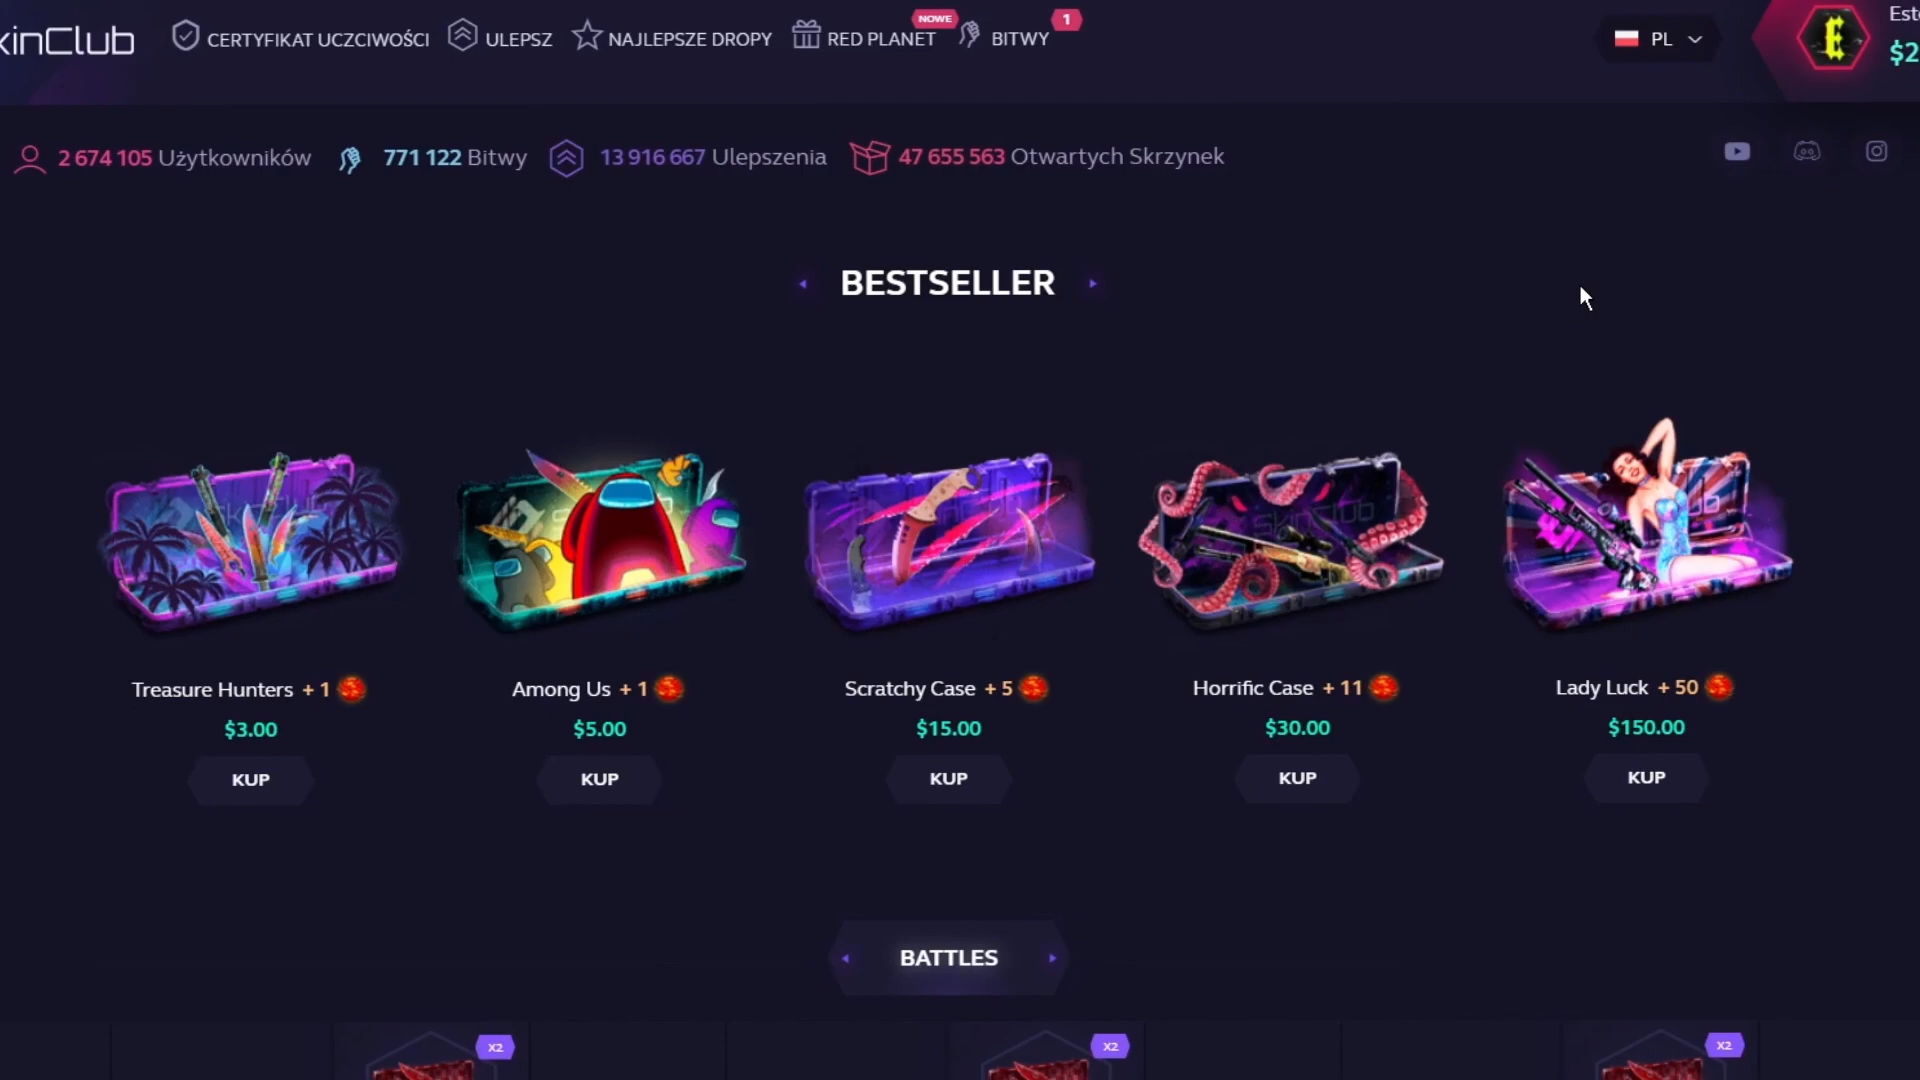 kinClub
CERTYFIKAT UCZCIWOŚCI
ULEPSZ
NAJLEPSZE DROPY
RED PLANET
NOWE
BITWY
1
PL
Este
$2
2 674 105 Użytkowników
771 122 Bitwy
13 916 667 Ulepszenia
47 655 563 Otwartych Skrzynek
BESTSELLER
skinclub
Treasure Hunters + 1
$3.00
KUP
Among Us + 1
$5.00
KUP
Scratchy Case + 5
$15.00
KUP
Horrific Case + 11
$30.00
KUP
Lady Luck + 50
$150.00
KUP
BATTLES
X2
X2
X2